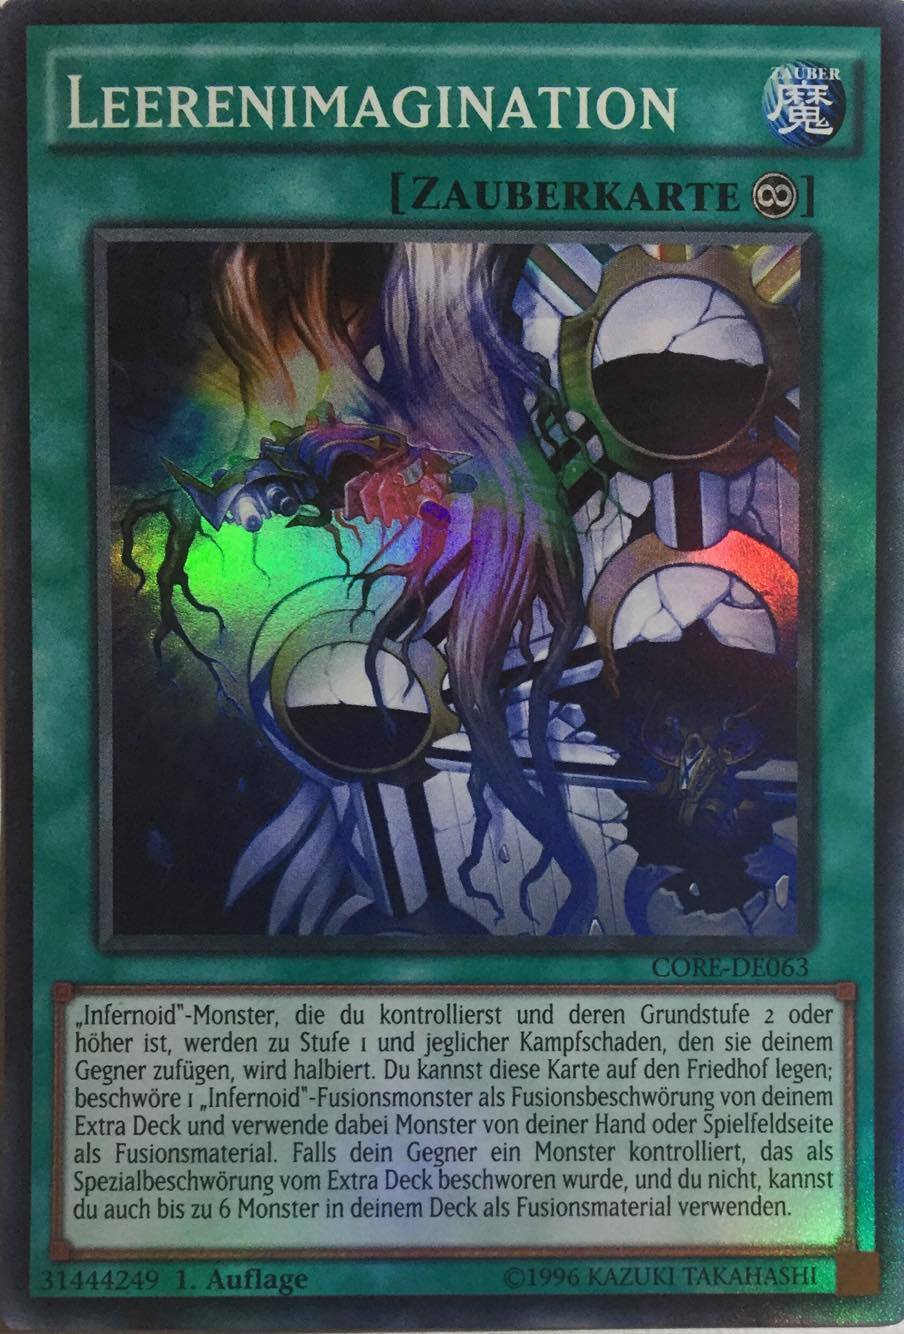 LEERENIMAGINATION
ZAUBER
魔
[ZAUBERKARTE ∞]
CORE-DE063
„Infernoid"-Monster, die du kontrollierst und deren Grundstufe 2 oder
höher ist, werden zu Stufe 1 und jeglicher Kampfschaden, den sie deinem
Gegner zufügen, wird halbiert. Du kannst diese Karte auf den Friedhof legen;
beschwöre 1 „Infernoid"-Fusionsmonster als Fusionsbeschwörung von deinem
Extra Deck und verwende dabei Monster von deiner Hand oder Spielfeldseite
als Fusionsmaterial. Falls dein Gegner ein Monster kontrolliert, das als
Spezialbeschwörung vom Extra Deck beschworen wurde, und du nicht, kannst
du auch bis zu 6 Monster in deinem Deck als Fusionsmaterial verwenden.
31444249 1. Auflage ©1996 KAZUKI TAKAHASHI